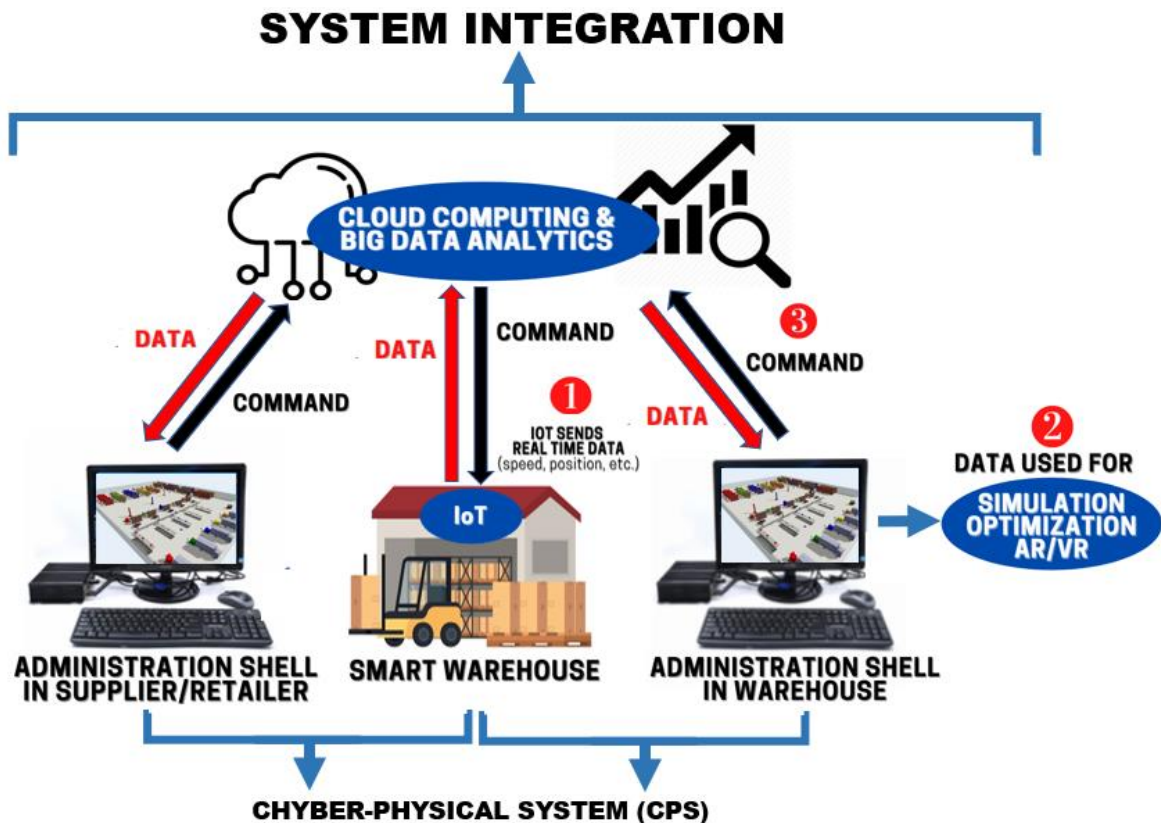 SYSTEM INTEGRATION
CLOUD COMPUTING &
BIG DATA ANALYTICS
DATA
COMMAND
DATA
COMMAND
3
COMMAND
DATA
1
IOT SENDS
REAL TIME DATA
(speed, position, etc.)
2
DATA USED FOR
SIMULATION
OPTIMIZATION
AR/VR
IoT
ADMINISTRATION SHELL
IN SUPPLIER/RETAILER
SMART WAREHOUSE
ADMINISTRATION SHELL
IN WAREHOUSE
CHYBER-PHYSICAL SYSTEM (CPS)